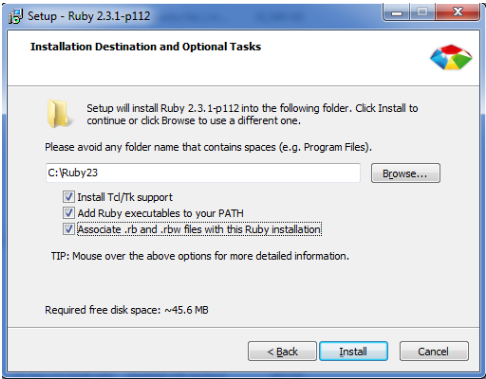 Setup - Ruby 2.3.1-p112
Installation Destination and Optional Tasks
Setup will install Ruby 2.3.1-p112 into the following folder. Click Install to
continue or click Browse to use a different one.
Please avoid any folder name that contains spaces (e.g. Program Files).
C:\Ruby23
Browse...
Install Tcl/Tk support
Add Ruby executables to your PATH
Associate .rb and .rbw files with this Ruby installation
TIP: Mouse over the above options for more detailed information.
Required free disk space: ~45.6 MB
< Back Install Cancel